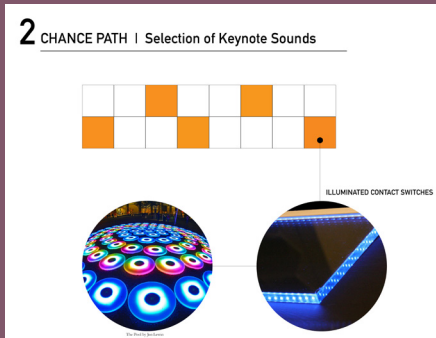 2 CHANCE PATH | Selection of Keynote Sounds
ILLUMINATED CONTACT SWITCHES